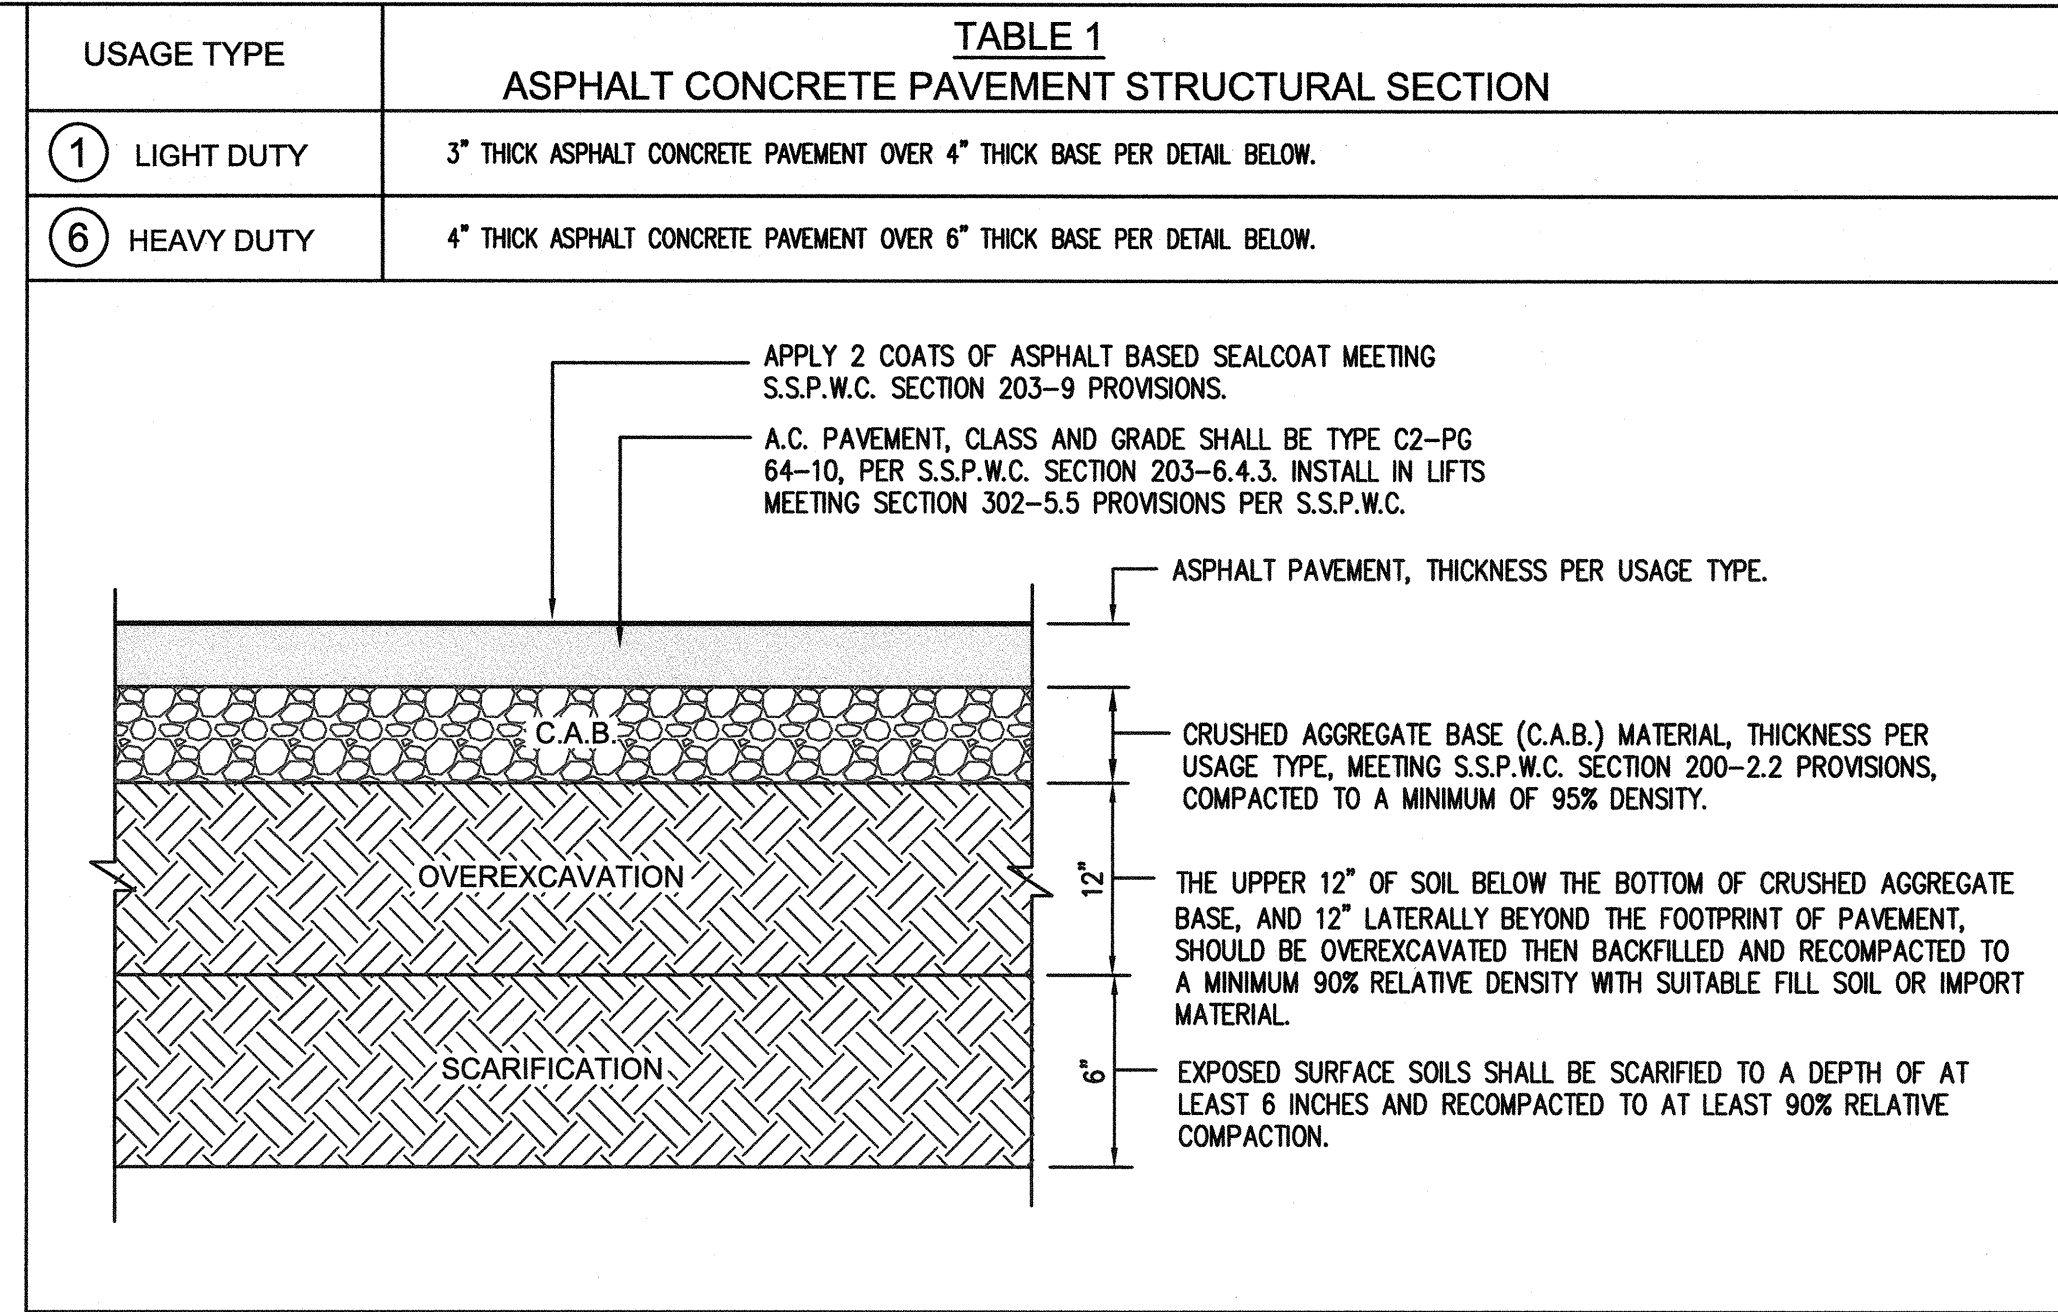 USAGE TYPE
TABLE 1
ASPHALT CONCRETE PAVEMENT STRUCTURAL SECTION
1 LIGHT DUTY
3" THICK ASPHALT CONCRETE PAVEMENT OVER 4" THICK BASE PER DETAIL BELOW.
6 HEAVY DUTY
4" THICK ASPHALT CONCRETE PAVEMENT OVER 6" THICK BASE PER DETAIL BELOW.
APPLY 2 COATS OF ASPHALT BASED SEALCOAT MEETING
S.S.P.W.C. SECTION 203-9 PROVISIONS.
A.C. PAVEMENT, CLASS AND GRADE SHALL BE TYPE C2-PG
64-10, PER S.S.P.W.C. SECTION 203-6.4.3. INSTALL IN LIFTS
MEETING SECTION 302-5.5 PROVISIONS PER S.S.P.W.C.
ASPHALT PAVEMENT, THICKNESS PER USAGE TYPE.
C.A.B.
CRUSHED AGGREGATE BASE (C.A.B.) MATERIAL, THICKNESS PER
USAGE TYPE, MEETING S.S.P.W.C. SECTION 200-2.2 PROVISIONS,
COMPACTED TO A MINIMUM OF 95% DENSITY.
OVEREXCAVATION
12"
THE UPPER 12" OF SOIL BELOW THE BOTTOM OF CRUSHED AGGREGATE
BASE, AND 12" LATERALLY BEYOND THE FOOTPRINT OF PAVEMENT,
SHOULD BE OVEREXCAVATED THEN BACKFILLED AND RECOMPACTED TO
A MINIMUM 90% RELATIVE DENSITY WITH SUITABLE FILL SOIL OR IMPORT
MATERIAL.
SCARIFICATION
6"
EXPOSED SURFACE SOILS SHALL BE SCARIFIED TO A DEPTH OF AT
LEAST 6 INCHES AND RECOMPACTED TO AT LEAST 90% RELATIVE
COMPACTION.